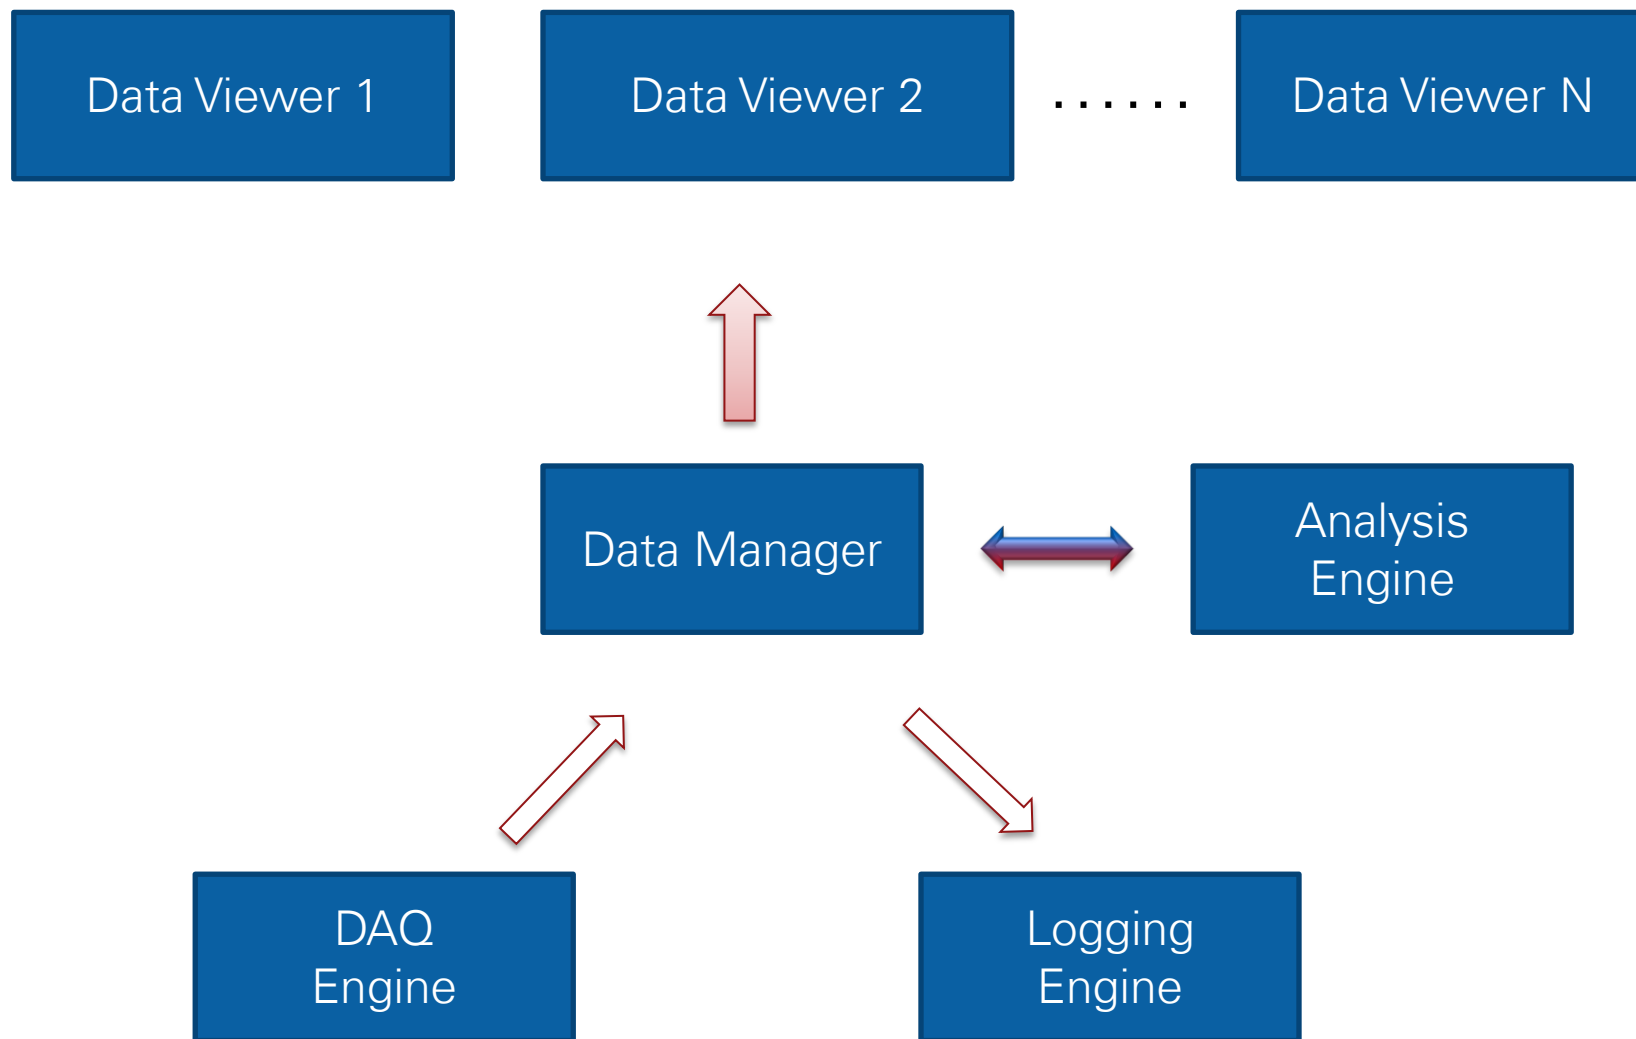 Data Viewer 1
Data Viewer 2
......
Data Viewer N
Data Manager
Analysis
Engine
DAQ
Engine
Logging
Engine